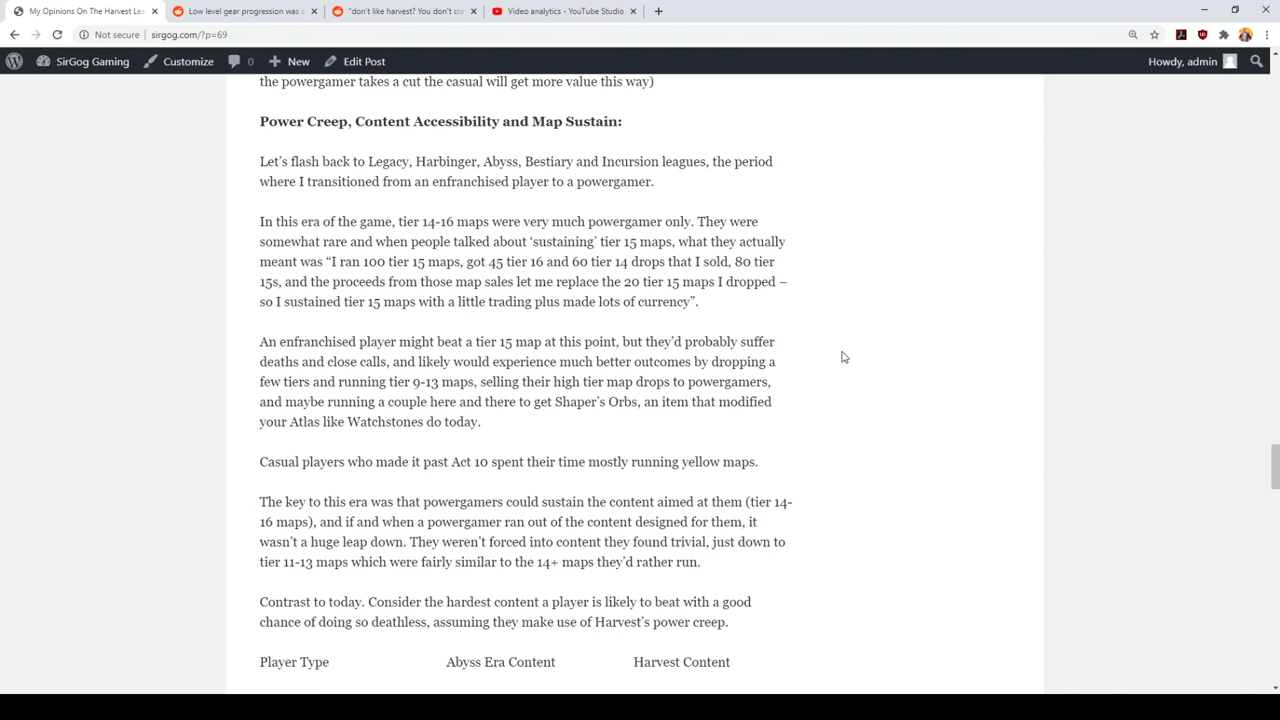 My Opinions On The Harvest Lea
Low level gear progression was a
"don't like harvest? You don't cr
Video analytics - YouTube Studio
Not secure | sirgog.com/?p=69
SirGog Gaming
Customize
0
New
Edit Post
Howdy, admin
the powergamer takes a cut the casual will get more value this way)
Power Creep, Content Accessibility and Map Sustain:
Let's flash back to Legacy, Harbinger, Abyss, Bestiary and Incursion leagues, the period
where I transitioned from an enfranchised player to a powergamer.
In this era of the game, tier 14-16 maps were very much powergamer only. They were
somewhat rare and when people talked about 'sustaining' tier 15 maps, what they actually
meant was "I ran 100 tier 15 maps, got 45 tier 16 and 60 tier 14 drops that I sold, 80 tier
15s, and the proceeds from those map sales let me replace the 20 tier 15 maps I dropped –
so I sustained tier 15 maps with a little trading plus made lots of currency".
An enfranchised player might beat a tier 15 map at this point, but they'd probably suffer
deaths and close calls, and likely would experience much better outcomes by dropping a
few tiers and running tier 9-13 maps, selling their high tier map drops to powergamers,
and maybe running a couple here and there to get Shaper's Orbs, an item that modified
your Atlas like Watchstones do today.
Casual players who made it past Act 10 spent their time mostly running yellow maps.
The key to this era was that powergamers could sustain the content aimed at them (tier 14-
16 maps), and if and when a powergamer ran out of the content designed for them, it
wasn't a huge leap down. They weren't forced into content they found trivial, just down to
tier 11-13 maps which were fairly similar to the 14+ maps they'd rather run.
Contrast to today. Consider the hardest content a player is likely to beat with a good
chance of doing so deathless, assuming they make use of Harvest's power creep.
Player Type
Abyss Era Content
Harvest Content